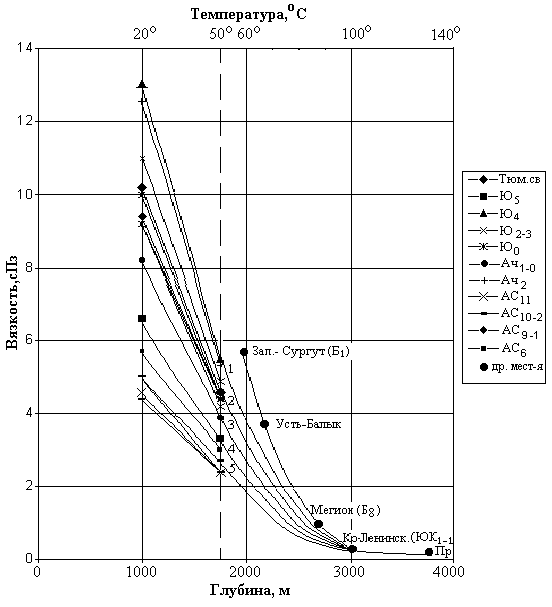 Температура,°С
20° 50° 60° 100° 140°
14
12
10
8
6
4
2
0
Вязкость,сПз
0 1000 2000 3000 4000
Глубина, м
1
2
3
4
5
Зап.- Сургут (Б1)
Усть-Балык
Мегион (Б8)
Кр-Ленинск.(ЮК1-1
Пр
Тюм.св
Ю5
Ю4
Ю2-3
Ю0
Ач1-0
Ач2
АС11
АС10-2
АС9-1
АС6
пр. мест-я